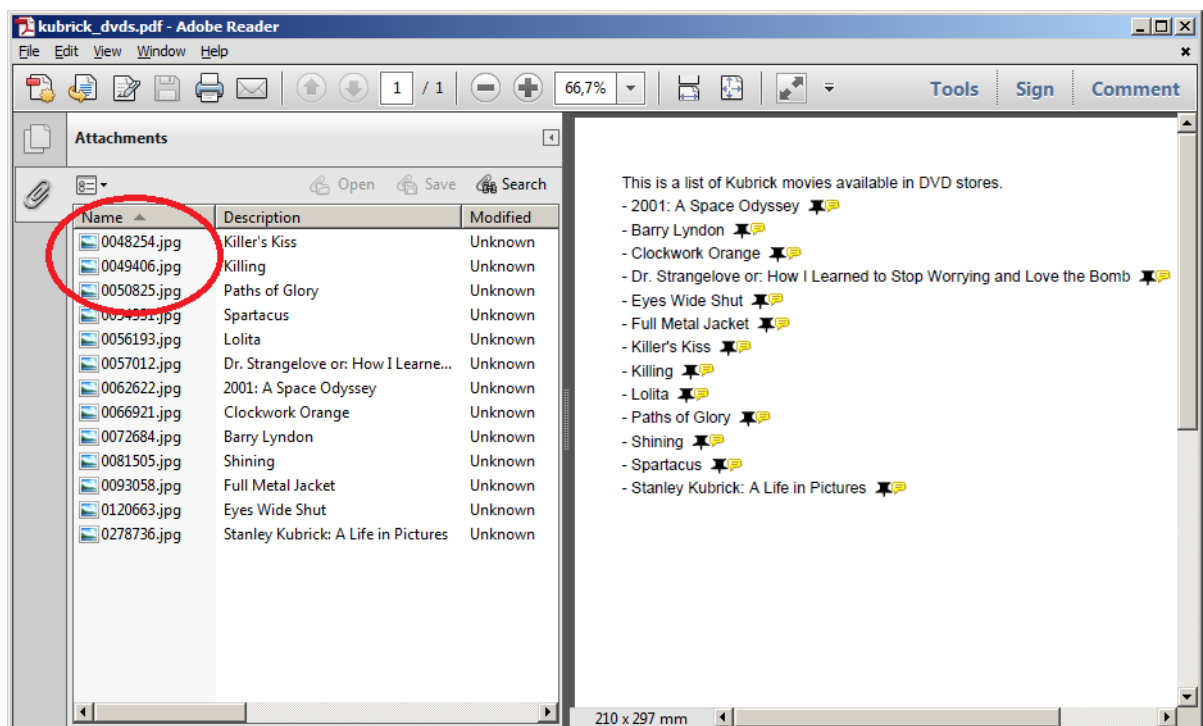 kubrick_dvds.pdf - Adobe Reader
File Edit View Window Help
1 / 1 66,7% Tools Sign Comment
Attachments
Open Save Search
Name Description Modified
0048254.jpg Killer's Kiss Unknown
0049406.jpg Killing Unknown
0050825.jpg Paths of Glory Unknown
Spartacus Unknown
0056193.jpg Lolita Unknown
0057012.jpg Dr. Strangelove or: How I Learne... Unknown
0062622.jpg 2001: A Space Odyssey Unknown
0066921.jpg Clockwork Orange Unknown
0072684.jpg Barry Lyndon Unknown
0081505.jpg Shining Unknown
0093058.jpg Full Metal Jacket Unknown
0120663.jpg Eyes Wide Shut Unknown
0278736.jpg Stanley Kubrick: A Life in Pictures Unknown
This is a list of Kubrick movies available in DVD stores.
- 2001: A Space Odyssey
- Barry Lyndon
- Clockwork Orange
- Dr. Strangelove or: How I Learned to Stop Worrying and Love the Bomb
- Eyes Wide Shut
- Full Metal Jacket
- Killer's Kiss
- Killing
- Lolita
- Paths of Glory
- Shining
- Spartacus
- Stanley Kubrick: A Life in Pictures
210 x 297 mm